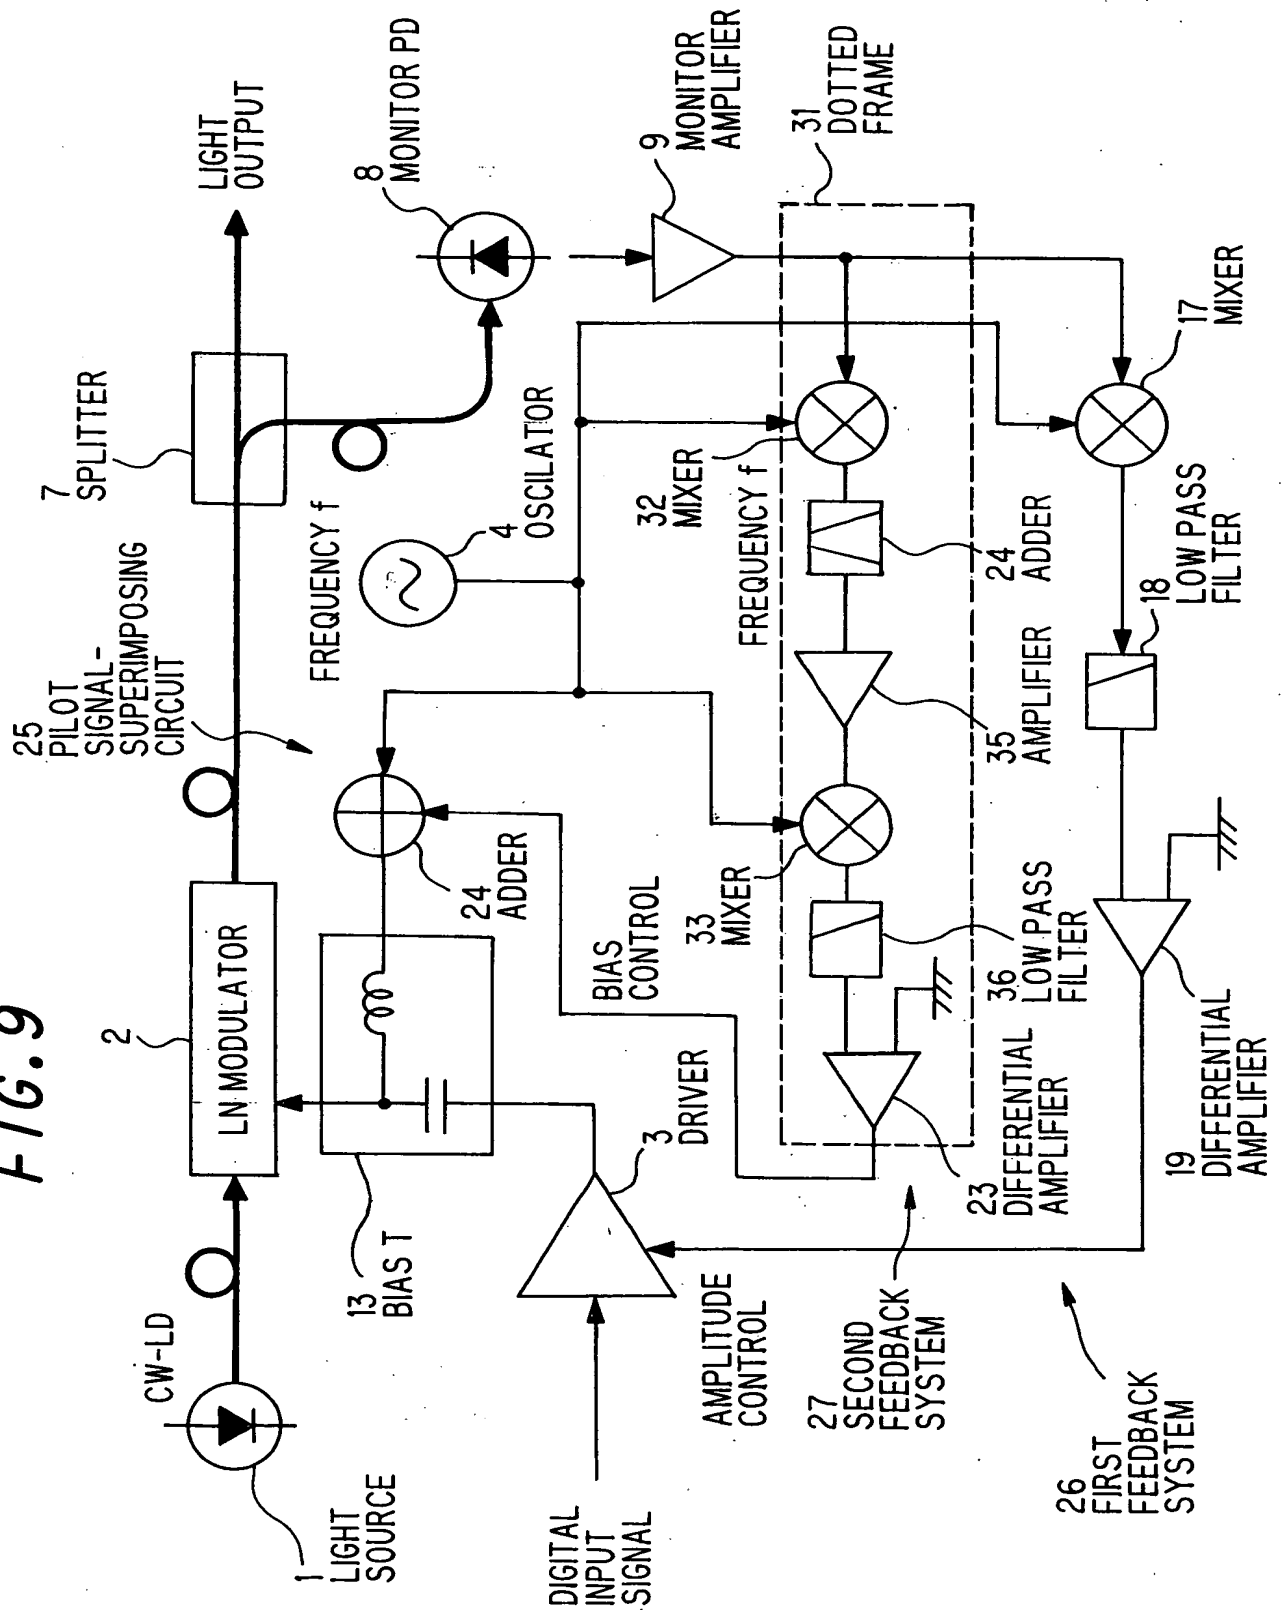 FIG. 9
25
PILOT
SIGNAL-
SUPERIMPOSING
CIRCUIT
7
SPLITTER
LIGHT
OUTPUT
CW-LD
2
LN MODULATOR
FREQUENCY f
8
MONITOR PD
1
LIGHT
SOURCE
13
BIAS T
24
ADDER
4
OSCILATOR
9
MONITOR
AMPLIFIER
DIGITAL
INPUT
SIGNAL
3
DRIVER
BIAS
CONTROL
33
MIXER
FREQUENCY f
32
MIXER
31
DOTTED
FRAME
AMPLITUDE
CONTROL
27
SECOND
FEEDBACK
SYSTEM
23
DIFFERENTIAL
AMPLIFIER
36
LOW PASS
FILTER
35
AMPLIFIER
24
ADDER
17
MIXER
26
FIRST
FEEDBACK
SYSTEM
19
DIFFERENTIAL
AMPLIFIER
18
LOW PASS
FILTER